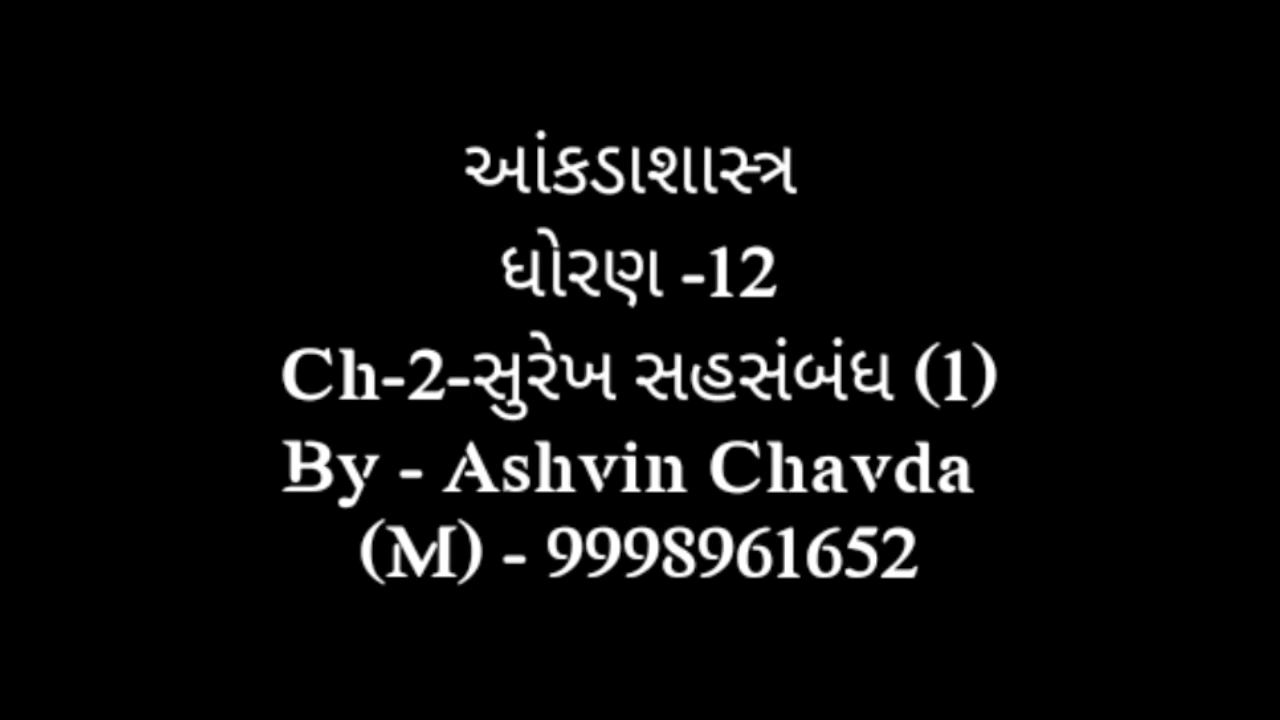 આંકડાશાસ્ત્ર
ધોરણ -12
Ch-2-સુરેખ સહસંબંધ (1)
By - Ashvin Chavda
(M) - 9998961652